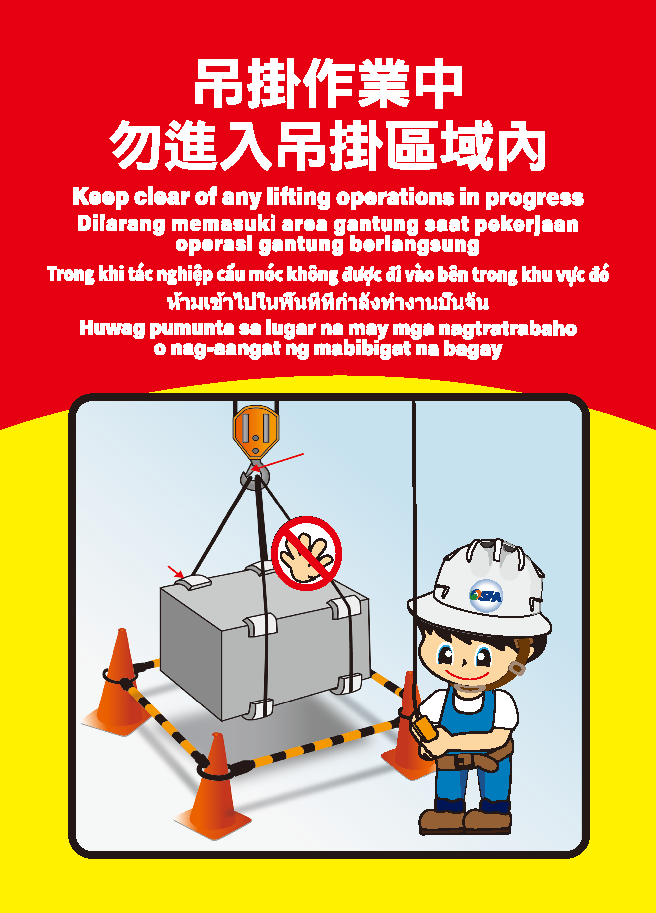 吊掛作業中
勿進入吊掛區域內
Keep clear of any lifting operations in progress
Dilarang memasuki area gantung saat pekerjaan
operasi gantung berlangsung
Trong khi tác nghiệp cẩu móc không được đi vào bên trong khu vực đó
ห้ามเข้าไปในพื้นที่ที่กำลังทำงานปั้นจั่น
Huwag pumunta sa lugar na may mga nagtratrabaho
o nag-aangat ng mabibigat na bagay
OSHA